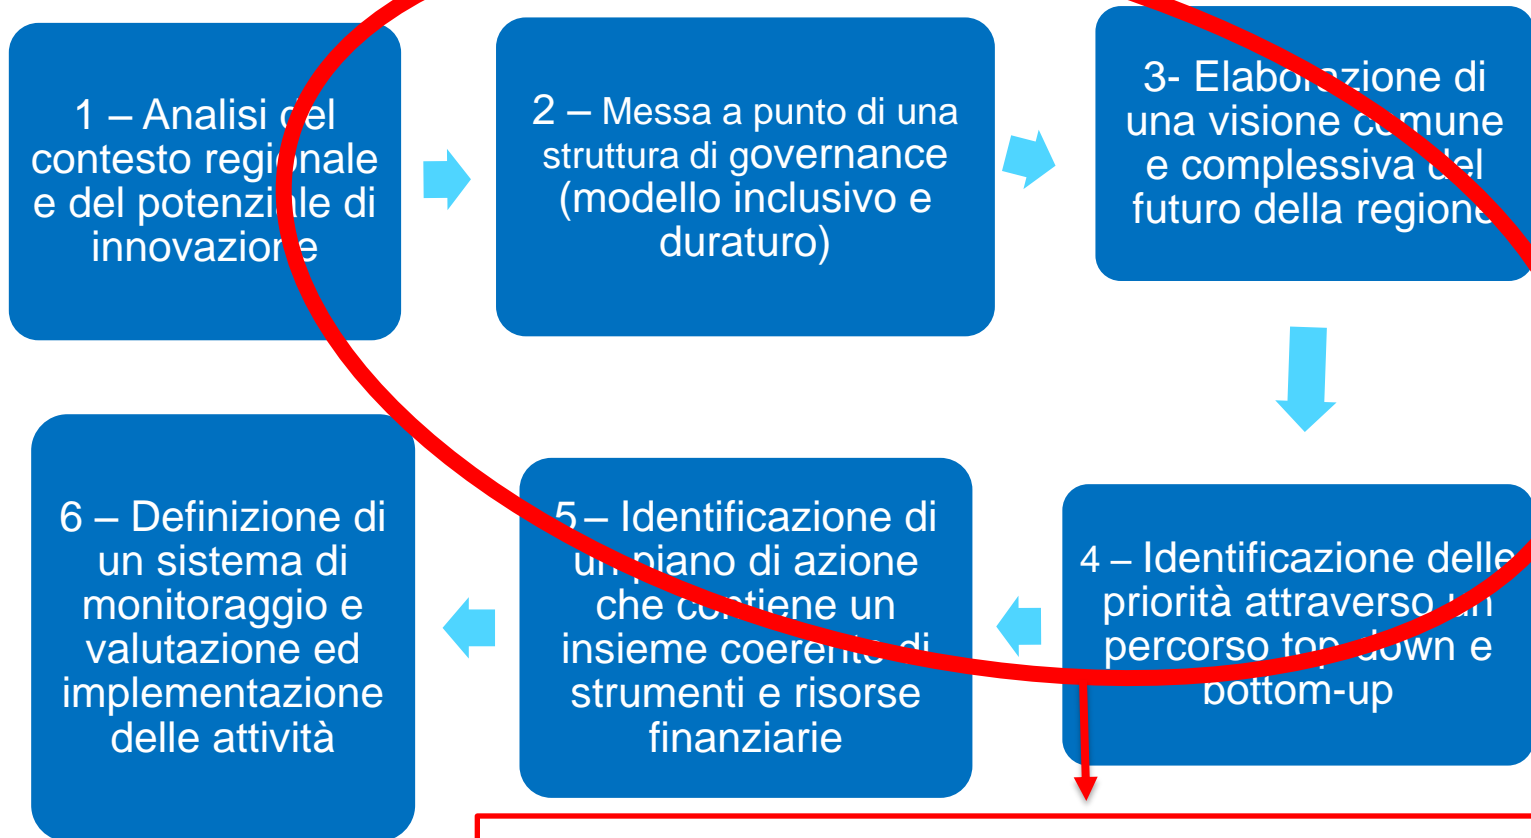 1 – Analisi del
contesto regionale
e del potenziale di
innovazione
2 – Messa a punto di una
struttura di governance
(modello inclusivo e
duraturo)
3- Elaborazione di
una visione comune
e complessiva del
futuro della regione
4 – Identificazione delle
priorità attraverso un
percorso top-down e
bottom-up
5 – Identificazione di
un piano di azione
che contiene un
insieme coerente di
strumenti e risorse
finanziarie
6 – Definizione di
un sistema di
monitoraggio e
valutazione ed
implementazione
delle attività